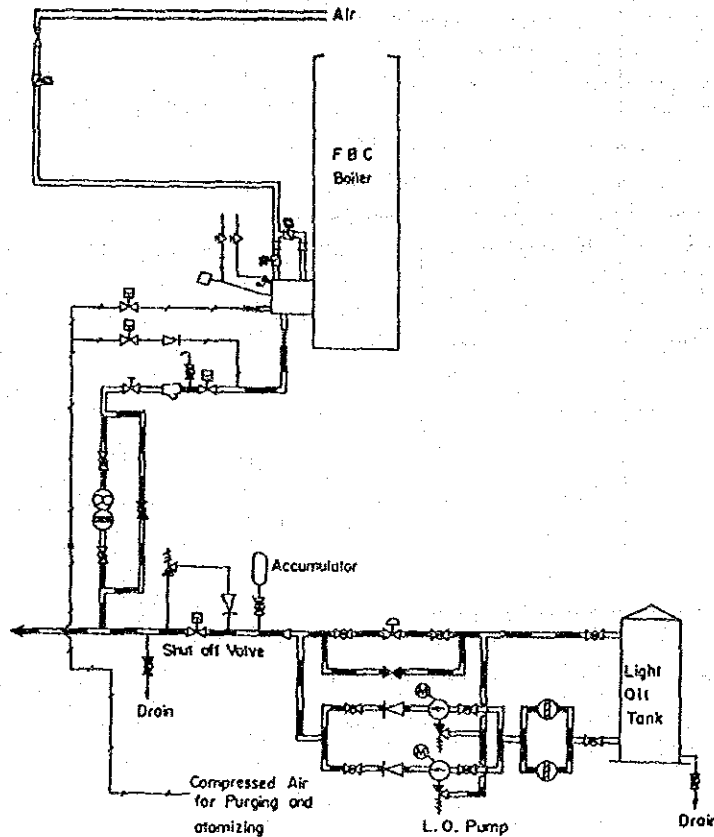 Air
F B C
Boiler
Accumulator
Shut off Valve
Light
Oil
Tank
Drain
M
M
Compressed Air
for Purging and
atomizing
L. O. Pump
Drain